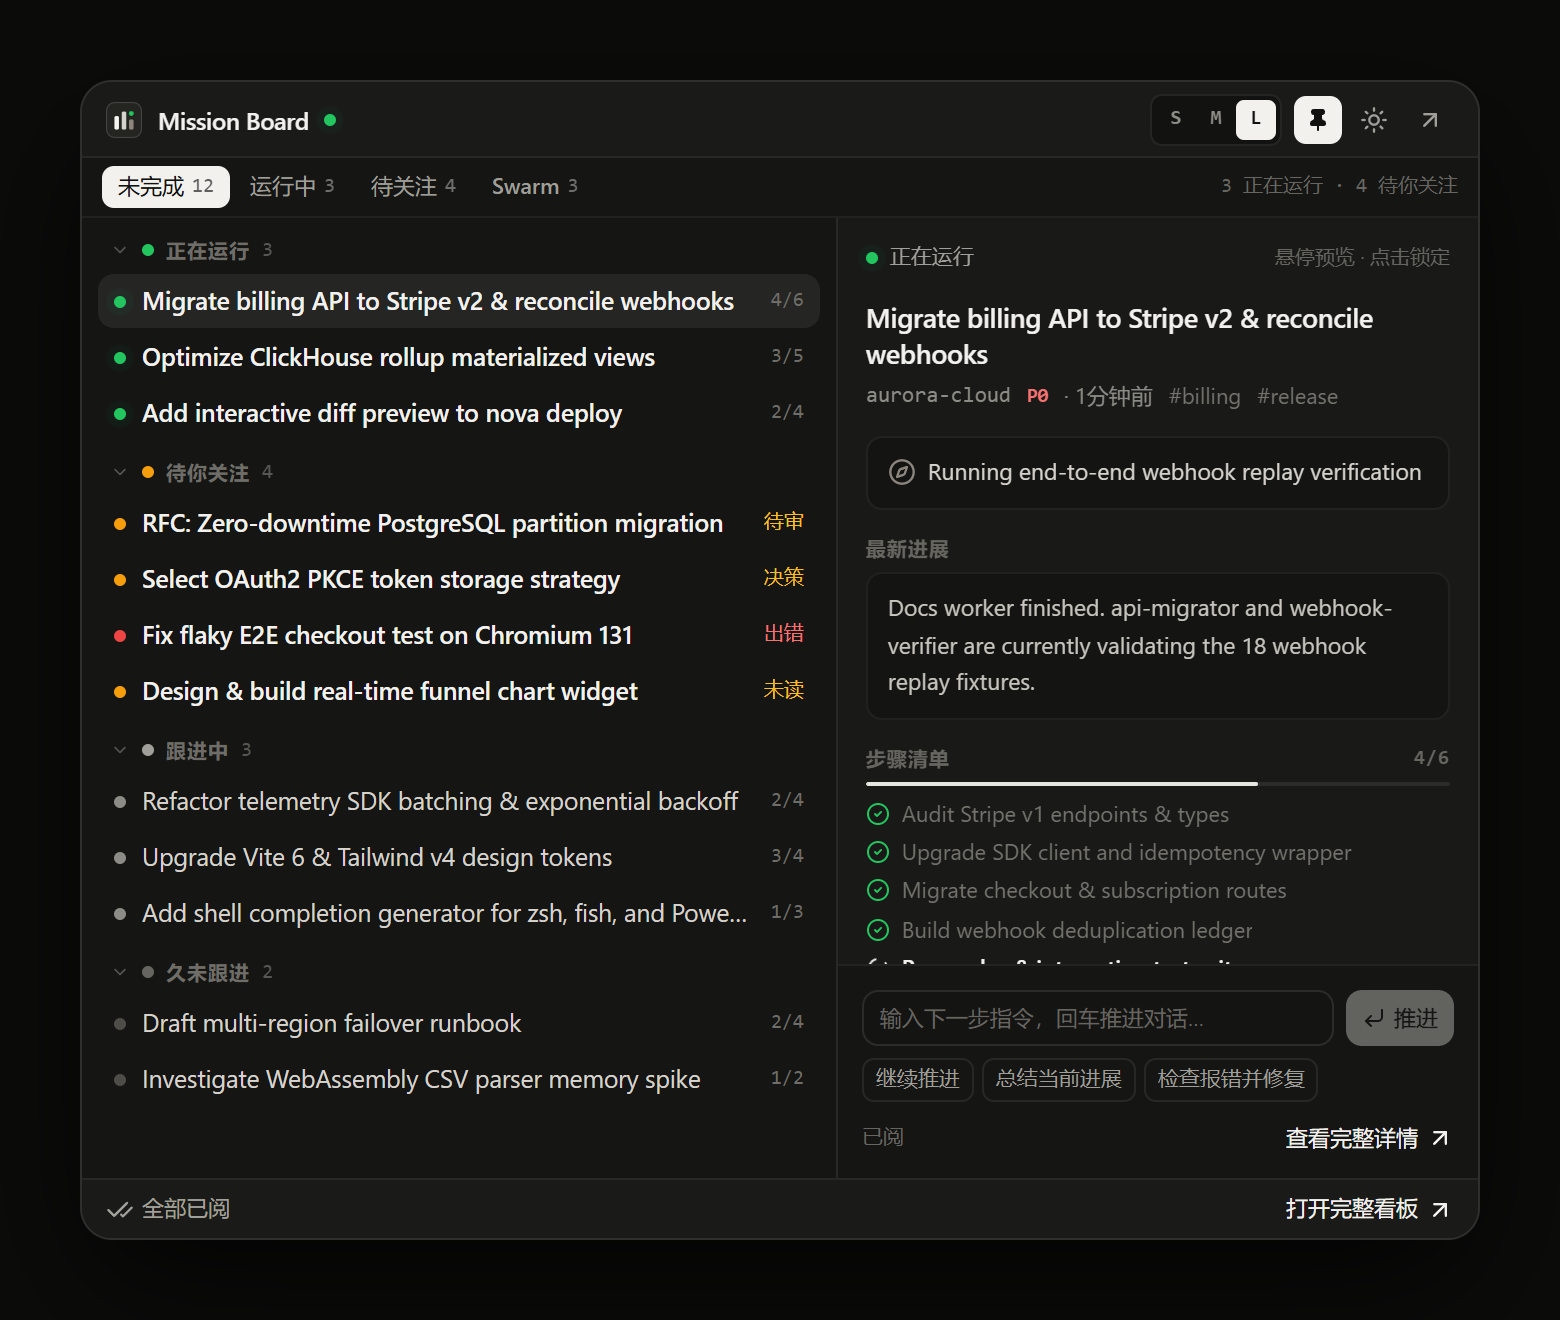 Mission Board
S M L
未完成 12 运行中 3 待关注 4 Swarm 3
3 正在运行 · 4 待你关注
正在运行 3
Migrate billing API to Stripe v2 & reconcile webhooks 4/6
Optimize ClickHouse rollup materialized views 3/5
Add interactive diff preview to nova deploy 2/4
待你关注 4
RFC: Zero-downtime PostgreSQL partition migration 待审
Select OAuth2 PKCE token storage strategy 决策
Fix flaky E2E checkout test on Chromium 131 出错
Design & build real-time funnel chart widget 未读
跟进中 3
Refactor telemetry SDK batching & exponential backoff 2/4
Upgrade Vite 6 & Tailwind v4 design tokens 3/4
Add shell completion generator for zsh, fish, and Powe... 1/3
久未跟进 2
Draft multi-region failover runbook 2/4
Investigate WebAssembly CSV parser memory spike 1/2
正在运行 悬停预览 · 点击锁定
Migrate billing API to Stripe v2 & reconcile
webhooks
aurora-cloud P0 · 1分钟前 #billing #release
Running end-to-end webhook replay verification
最新进展
Docs worker finished. api-migrator and webhook-
verifier are currently validating the 18 webhook
replay fixtures.
步骤清单 4/6
Audit Stripe v1 endpoints & types
Upgrade SDK client and idempotency wrapper
Migrate checkout & subscription routes
Build webhook deduplication ledger
输入下一步指令，回车推进对话... 推进
继续推进 总结当前进展 检查报错并修复
已阅 查看完整详情
全部已阅 打开完整看板